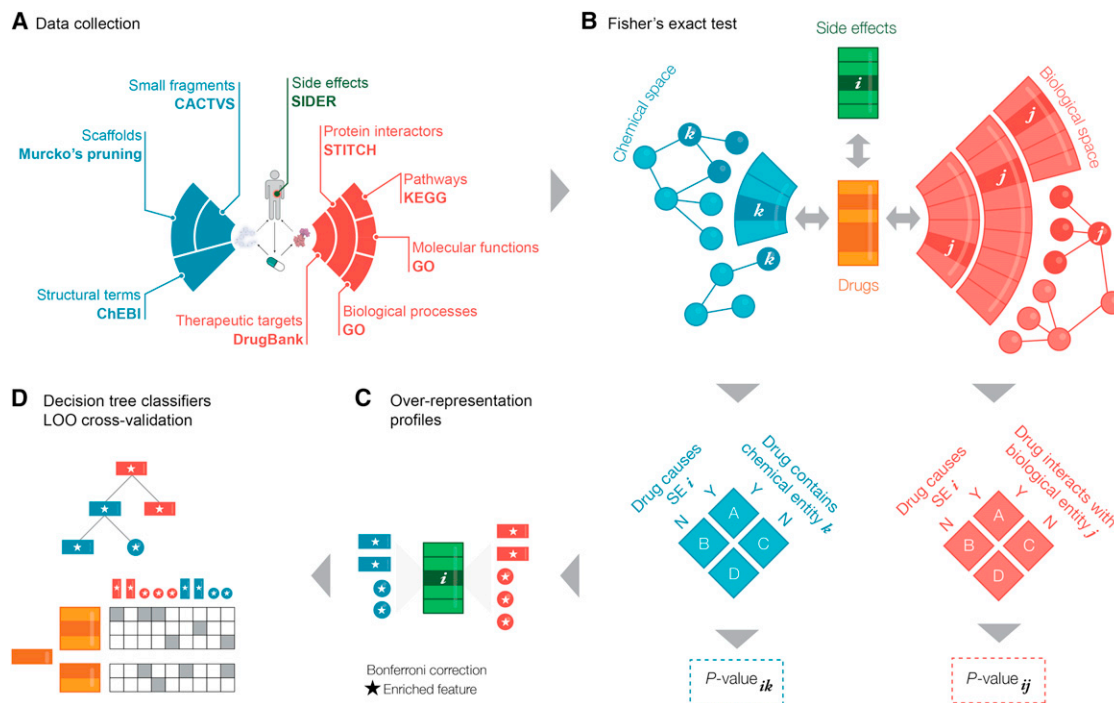 A Data collection
Small fragments
CACTVS
Side effects
SIDER
Scaffolds
Murcko's pruning
Protein interactors
STITCH
Pathways
KEGG
Molecular functions
GO
Structural terms
ChEBI
Therapeutic targets
DrugBank
Biological processes
GO
B Fisher's exact test
Side effects
i
Chemical space
Biological space
k
k
k
j
j
j
j
Drugs
Drug causes
SE i
Drug contains
chemical entity k
N Y Y N
A
B C
D
P-value ik
Drug causes
SE i
Drug interacts with
biological entity j
N Y Y N
A
B C
D
P-value ij
C Over-representation
profiles
i
Bonferroni correction
★ Enriched feature
D Decision tree classifiers
LOO cross-validation